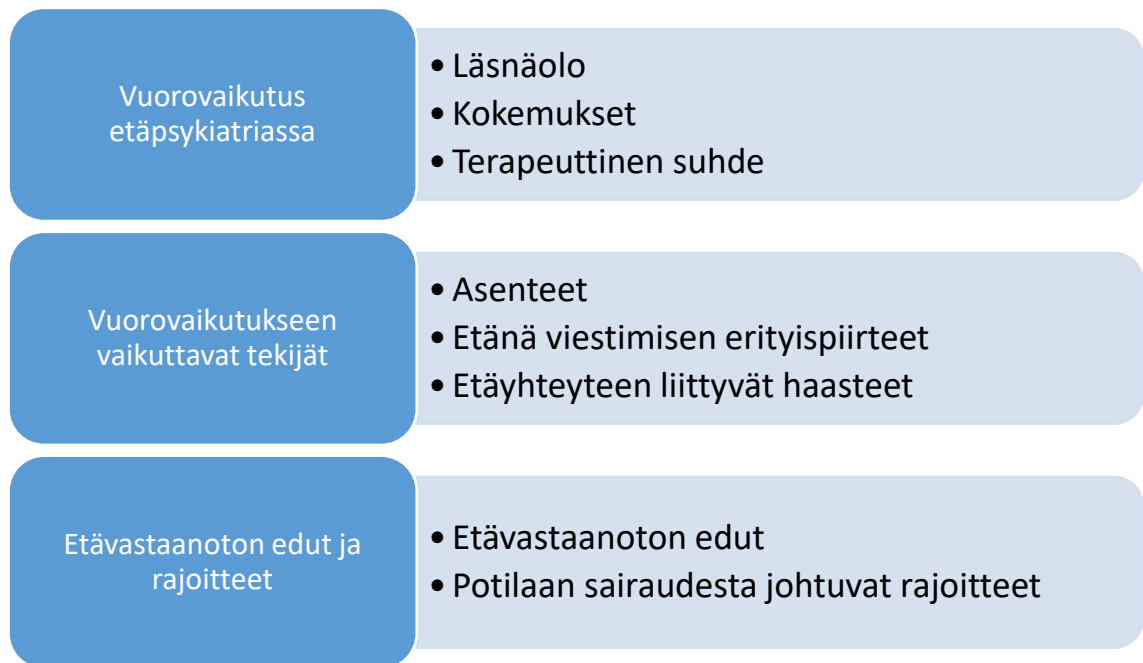 Vuorovaikutus
etäpsykiatriassa
• Läsnäolo
• Kokemukset
• Terapeuttinen suhde
Vuorovaikutukseen
vaikuttavat tekijät
• Asenteet
• Etänä viestimisen erityispiirteet
• Etäyhteyteen liittyvät haasteet
Etävastaanoton edut ja
rajoitteet
• Etävastaanoton edut
• Potilaan sairaudesta johtuvat rajoitteet